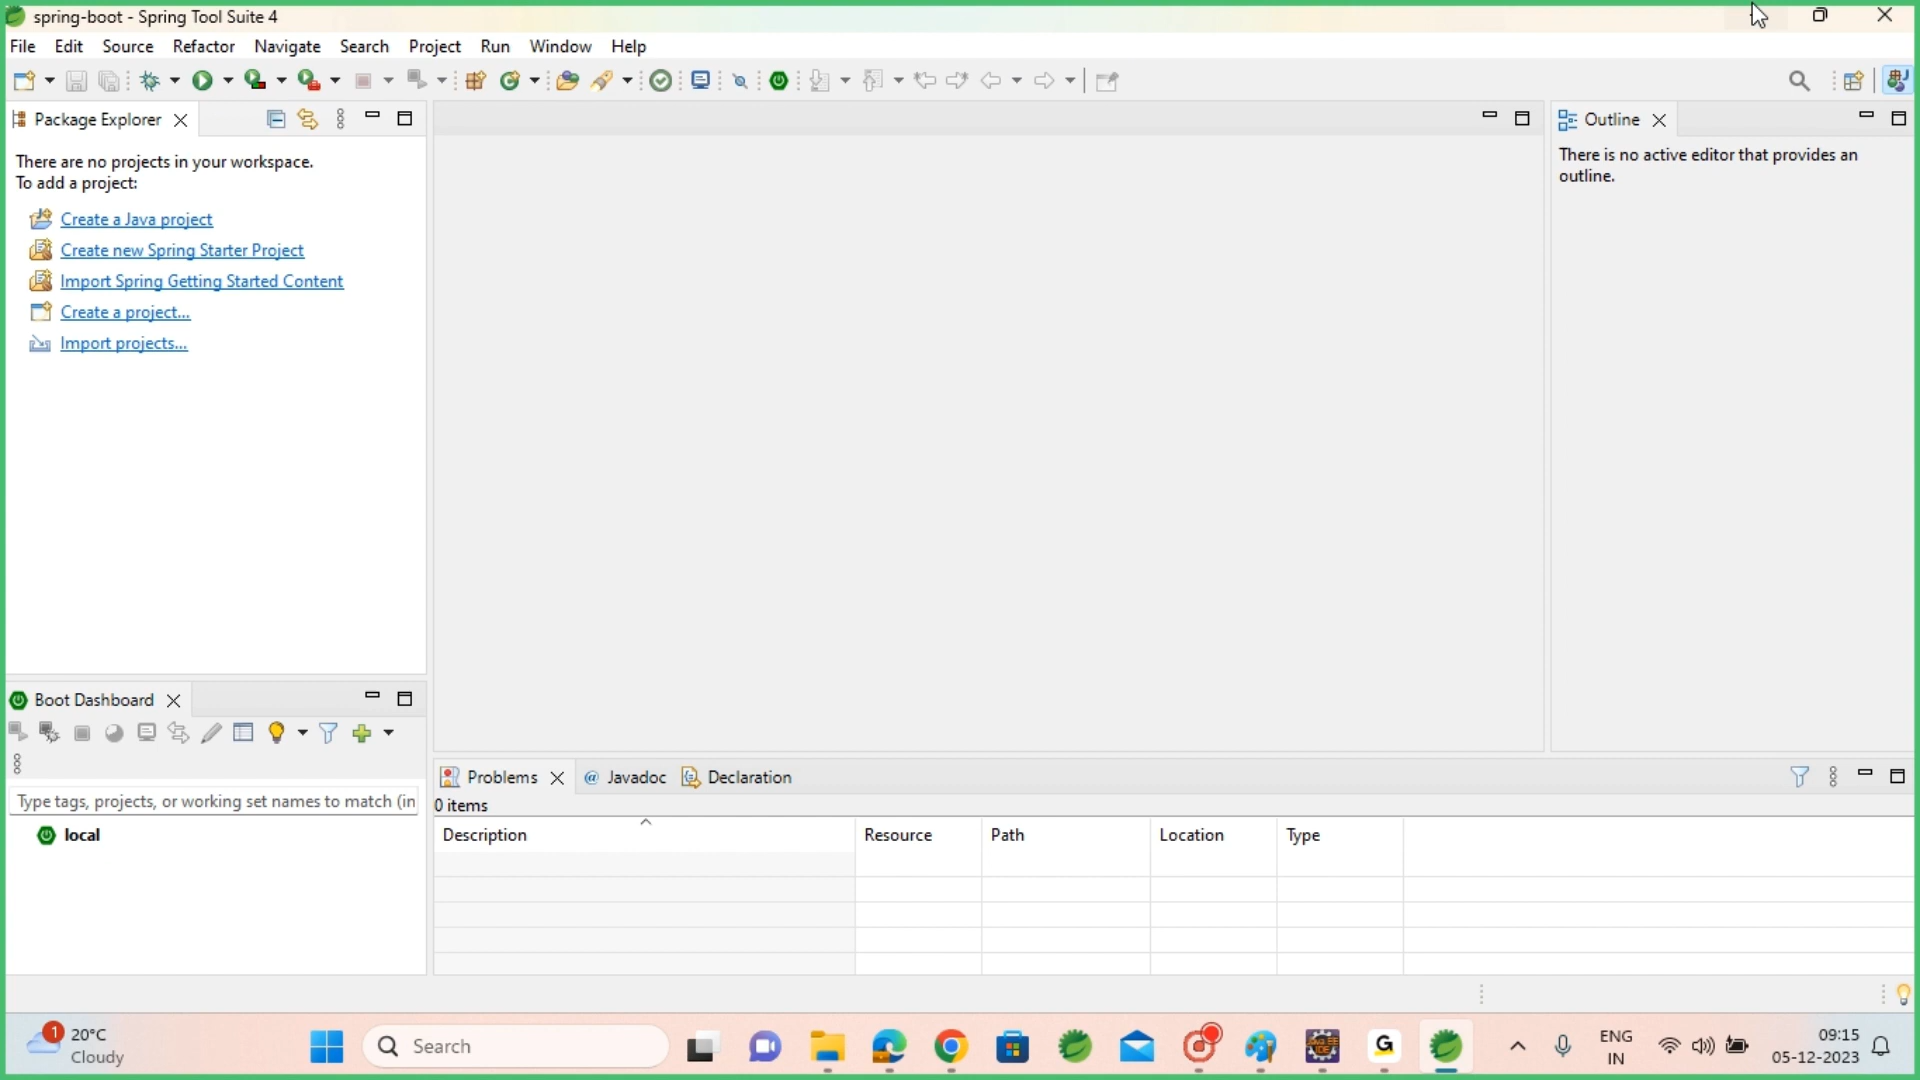 spring-boot - Spring Tool Suite 4
File Edit Source Refactor Navigate Search Project Run Window Help
Package Explorer
There are no projects in your workspace.
To add a project:
Create a Java project
Create new Spring Starter Project
Import Spring Getting Started Content
Create a project...
Import projects...
Outline
There is no active editor that provides an
outline.
Boot Dashboard
Type tags, projects, or working set names to match (in
local
Problems @ Javadoc Declaration
0 items
Description Resource Path Location Type
1
20°C
Cloudy
Search
G
ENG
IN
09:15
05-12-2023